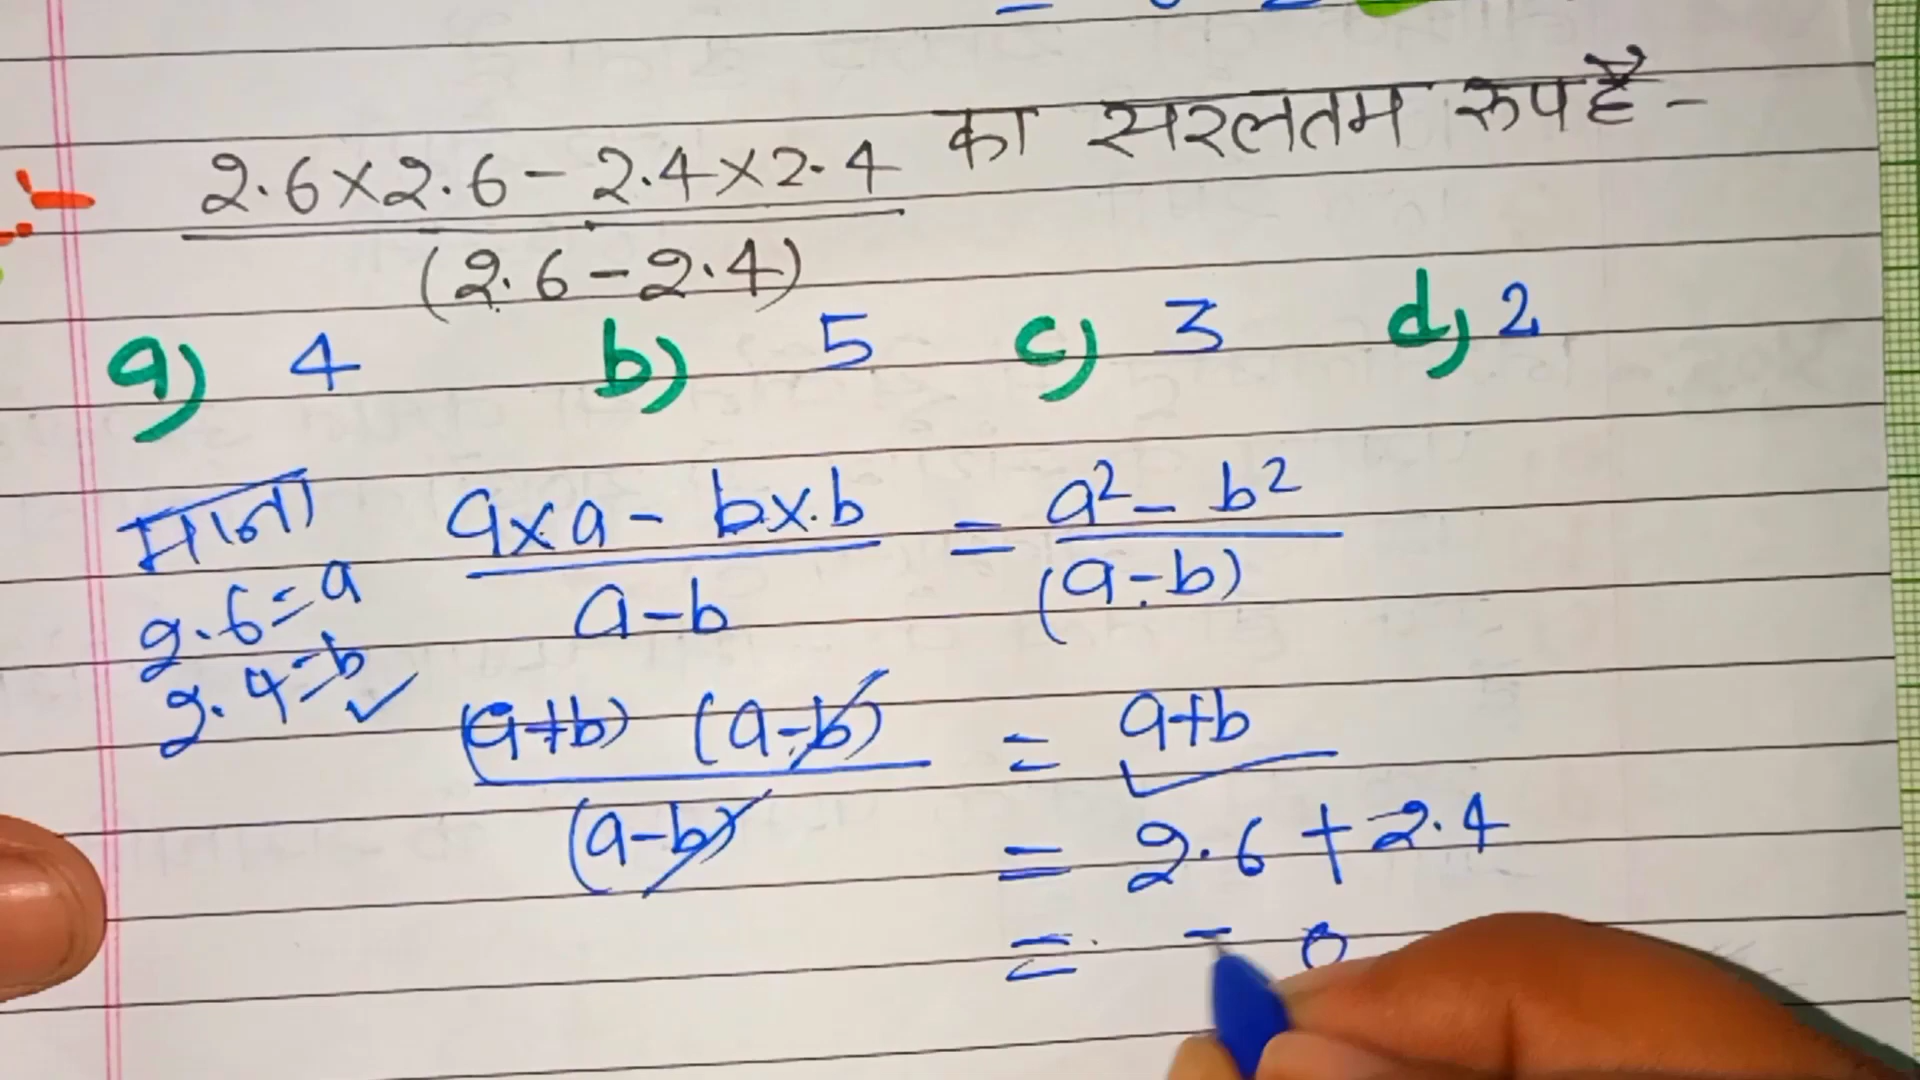 2.6×2.6-2.4×2.4 का सरलतम रूप है -
(2.6-2.4)
a) 4 b) 5 c) 3 d) 2
माना a×a - b×b = a² - b²
a-b (a-b)
2.6=a
2.4=b
(a+b) (a-b) = a+b
(a-b)
= 2.6+2.4
=